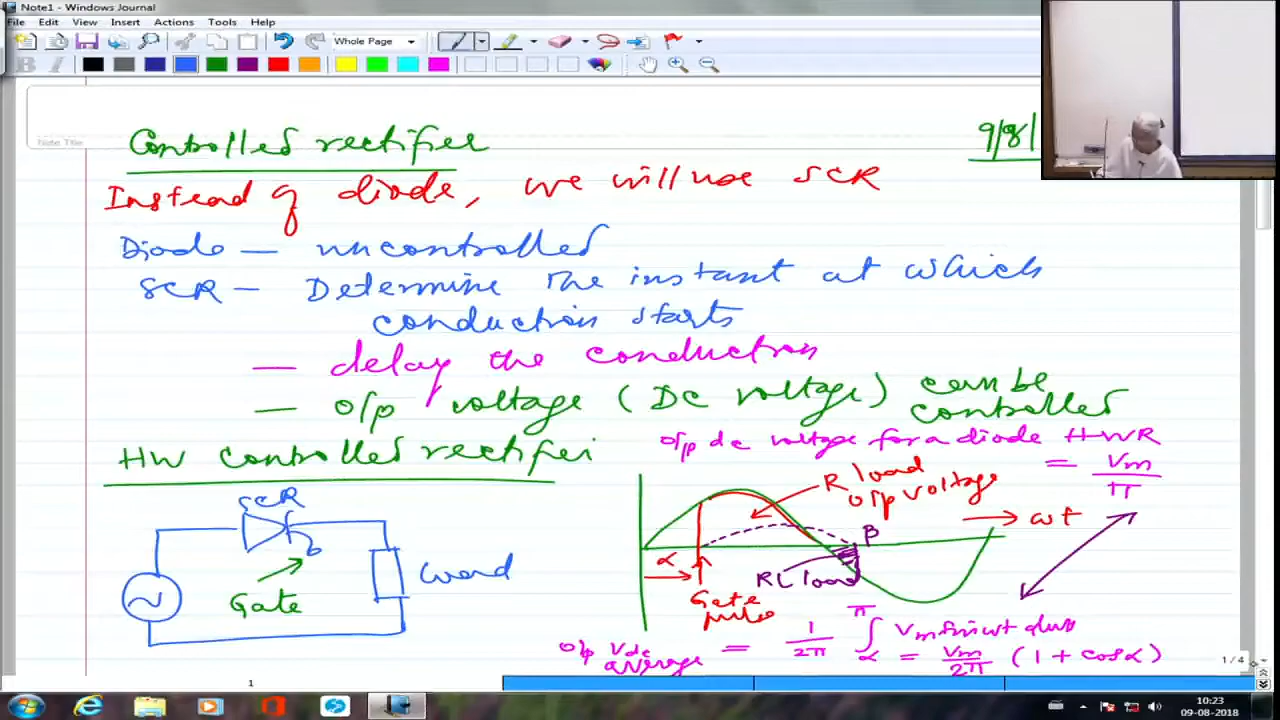 Note1 - Windows Journal
File Edit View Insert Actions Tools Help
Whole Page
B I
Note Title
Controlled rectifier
9/8/
Instead of diode, we will use SCR
Diode — uncontrolled
SCR — Determine the instant at which
conduction starts
— delay the conduction
— o/p voltage (DC voltage) can be
controlled
HW controlled rectifier
o/p dc voltage for a diode HWR
= Vm/π
SCR
Gate
Load
R load
o/p voltage
→ ωt
α
β
RL load
Gate
pulse
o/p Vdc average = 1/2π ∫ α π Vm sin ωt dωt
= Vm/2π (1 + cos α)
1 / 4
1
10:23
09-08-2018